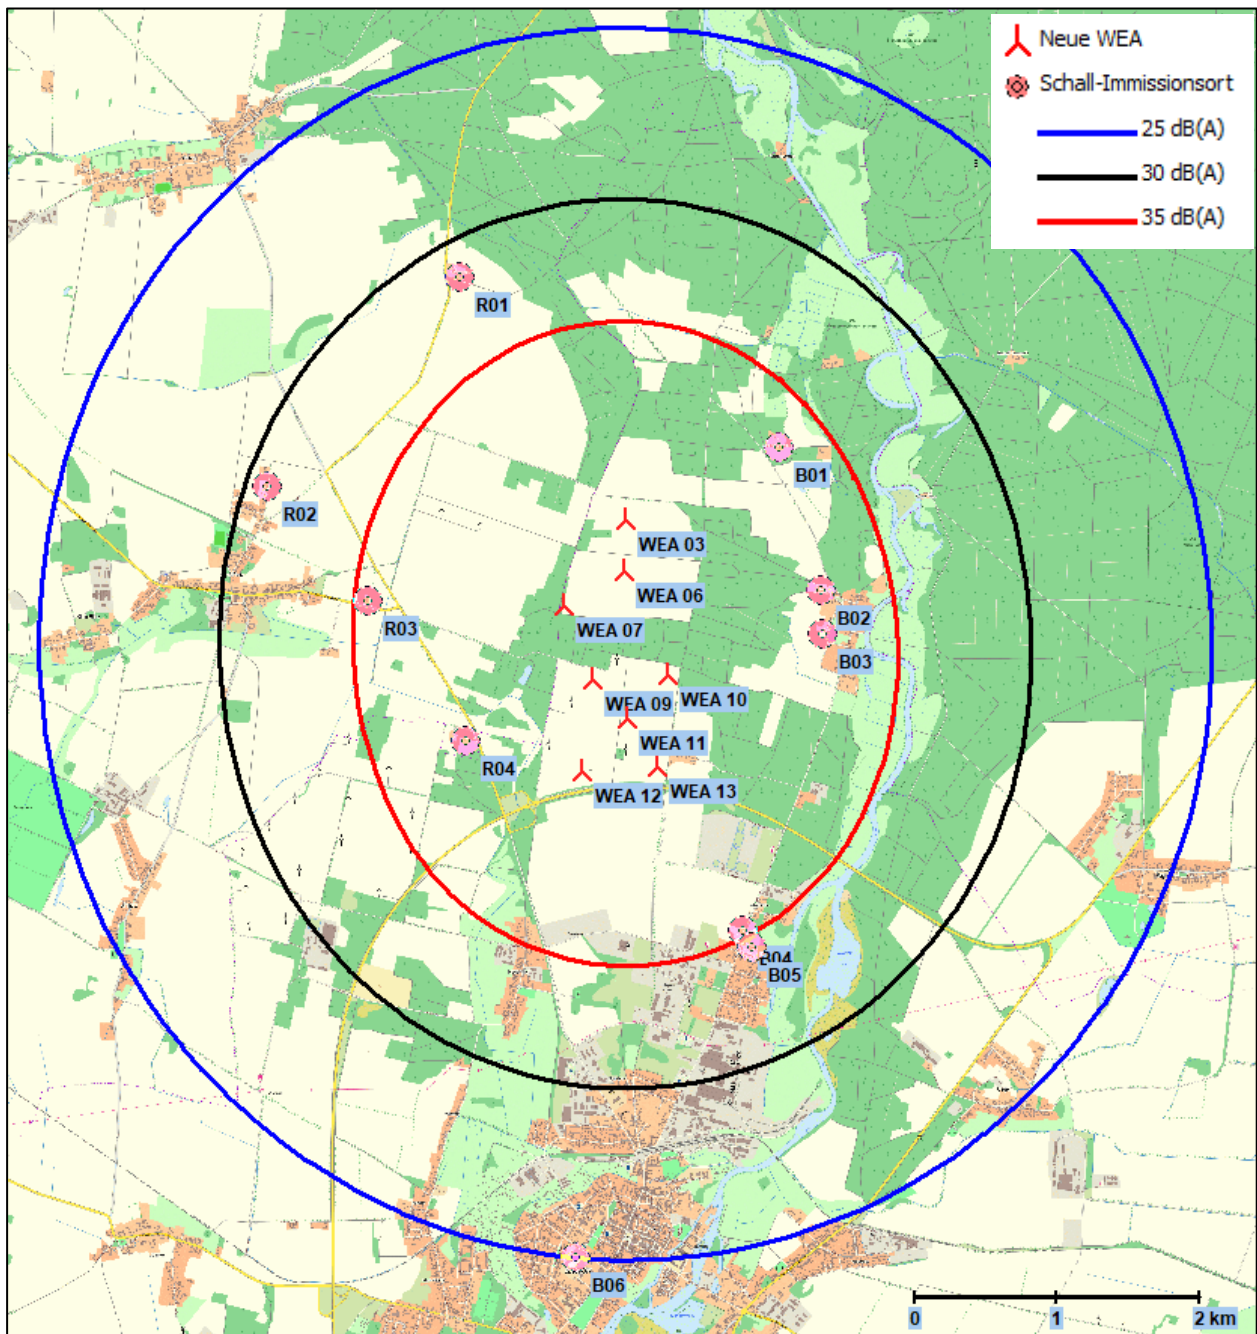 Neue WEA
Schall-Immissionsort
25 dB(A)
30 dB(A)
35 dB(A)
R01
B01
R02
WEA 03
WEA 06
R03
WEA 07
B02
B03
WEA 09
WEA 10
WEA 11
R04
WEA 12
WEA 13
B04
B05
B06
0
1
2 km